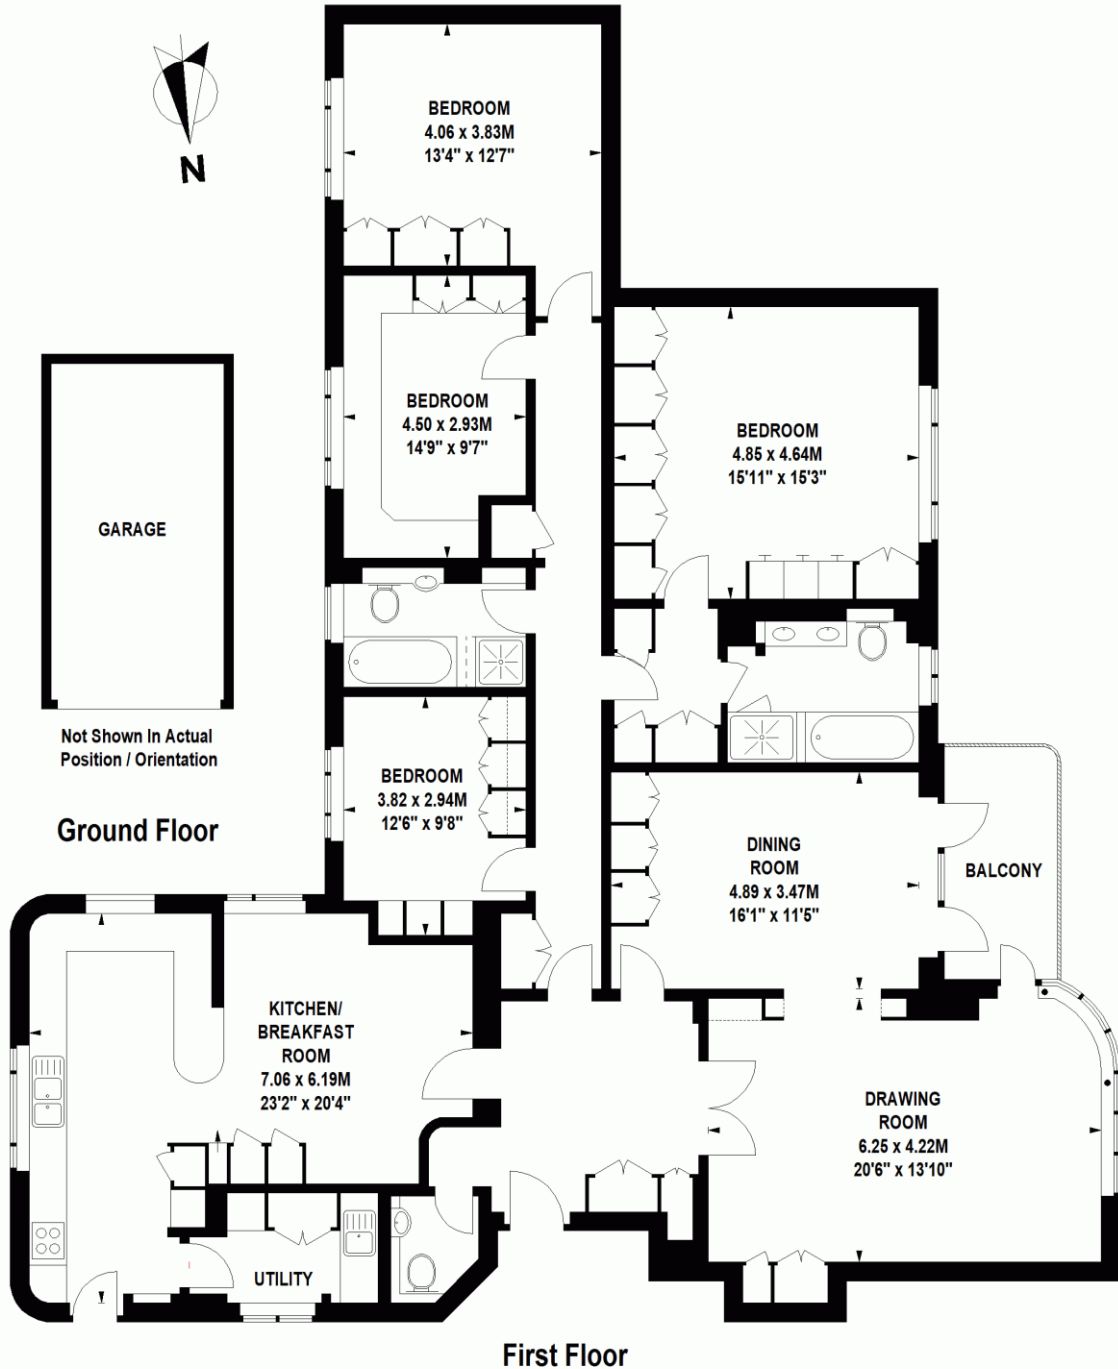 BEDROOM
4.06 x 3.83M
13'4" x 12'7"
N
BEDROOM
4.50 x 2.93M
14'9" x 9'7"
BEDROOM
4.85 x 4.64M
15'11" x 15'3"
GARAGE
Not Shown In Actual
Position / Orientation
Ground Floor
BEDROOM
3.82 x 2.94M
12'6" x 9'8"
DINING
ROOM
4.89 x 3.47M
16'1" x 11'5"
BALCONY
KITCHEN/
BREAKFAST
ROOM
7.06 x 6.19M
23'2" x 20'4"
DRAWING
ROOM
6.25 x 4.22M
20'6" x 13'10"
UTILITY
First Floor